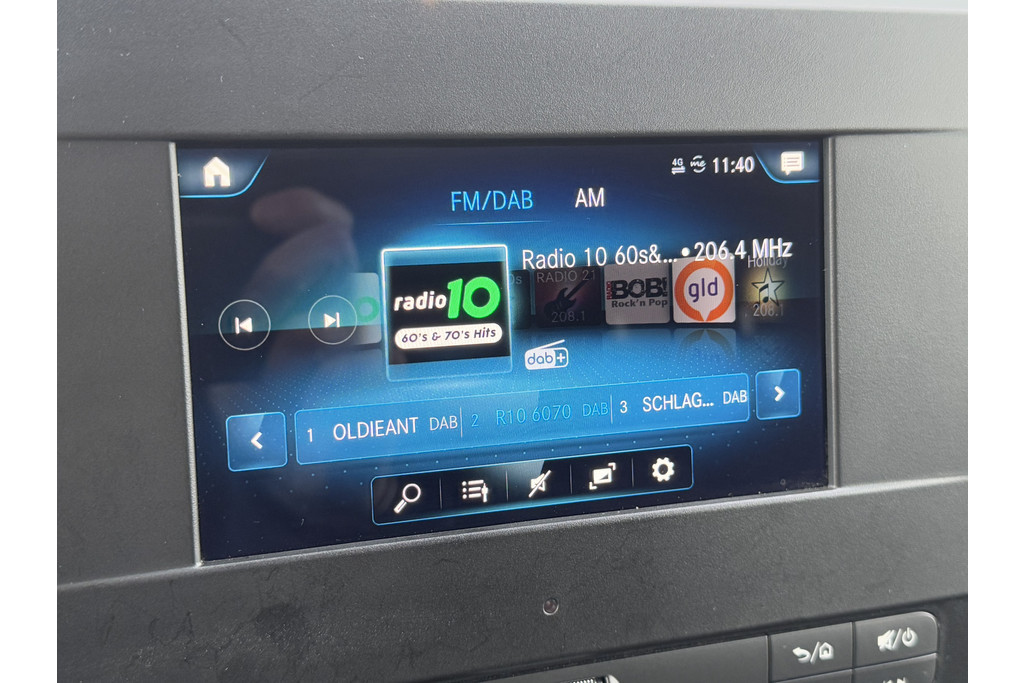 4G me 11:40
FM/DAB AM
Radio 10 60s&... • 206.4 MHz
radio 10
60's & 70's Hits
RADIO 21
208.1
RADIO BOB!
Rock'n Pop
gld
Holiday
208.1
dab+
1 OLDIEANT DAB 2 R10 6070 DAB 3 SCHLAG... DAB